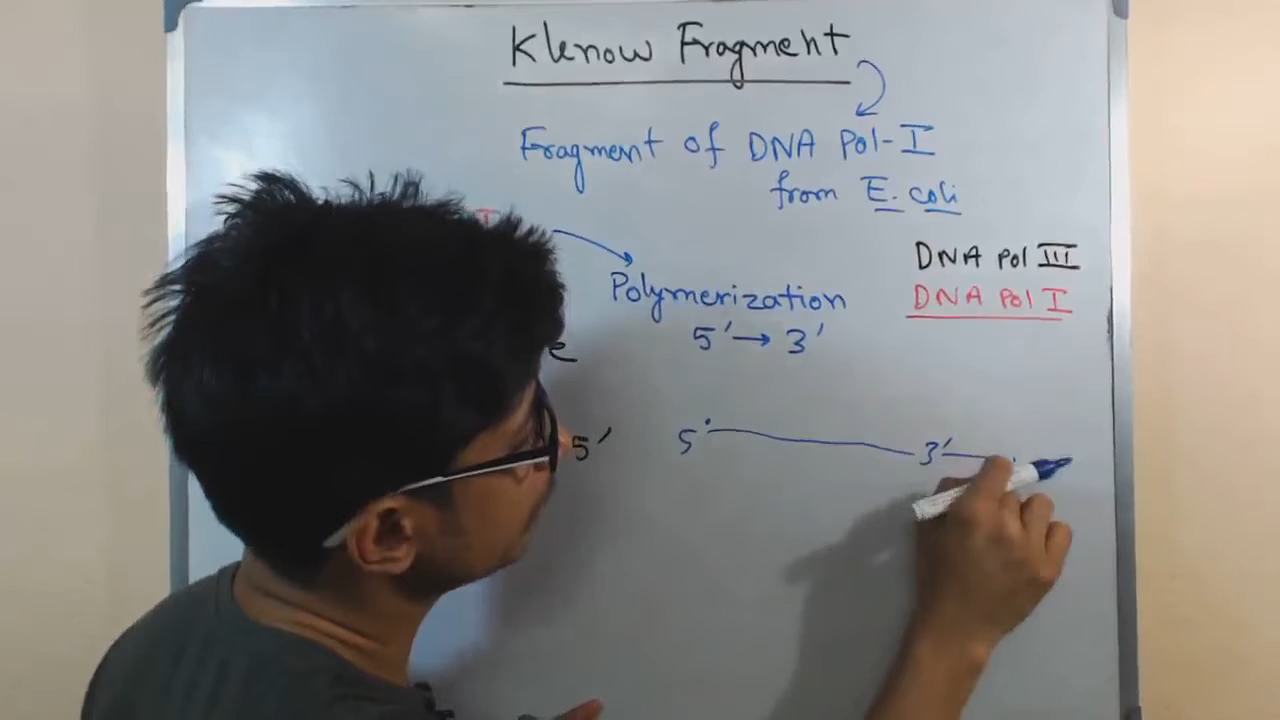 Klenow Fragment
Fragment of DNA Pol-I
from E. coli
DNA Pol III
DNA Pol I
Polymerization
5' → 3'
5'
5' 3'